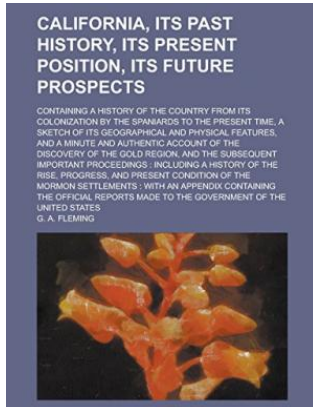 CALIFORNIA, ITS PAST
HISTORY, ITS PRESENT
POSITION, ITS FUTURE
PROSPECTS
CONTAINING A HISTORY OF THE COUNTRY FROM ITS
COLONIZATION BY THE SPANIARDS TO THE PRESENT TIME, A
SKETCH OF ITS GEOGRAPHICAL AND PHYSICAL FEATURES,
AND A MINUTE AND AUTHENTIC ACCOUNT OF THE
DISCOVERY OF THE GOLD REGION, AND THE SUBSEQUENT
IMPORTANT PROCEEDINGS : INCLUDING A HISTORY OF THE
RISE, PROGRESS, AND PRESENT CONDITION OF THE
MORMON SETTLEMENTS : WITH AN APPENDIX CONTAINING
THE OFFICIAL REPORTS MADE TO THE GOVERNMENT OF THE
UNITED STATES
G. A. FLEMING